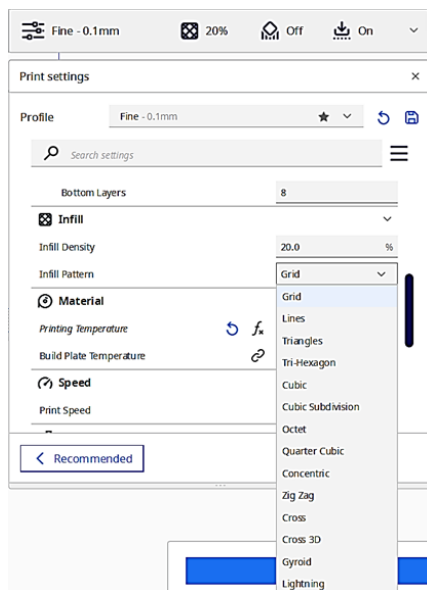 Fine - 0.1mm 20% Off On
Print settings
Profile Fine - 0.1mm
Search settings
Bottom Layers 8
Infill
Infill Density 20.0 %
Infill Pattern Grid
Grid
Material
Lines
Printing Temperature fx
Triangles
Build Plate Temperature
Tri-Hexagon
Speed
Cubic
Print Speed
Cubic Subdivision
Octet
Recommended
Quarter Cubic
Concentric
Zig Zag
Cross
Cross 3D
Gyroid
Lightning